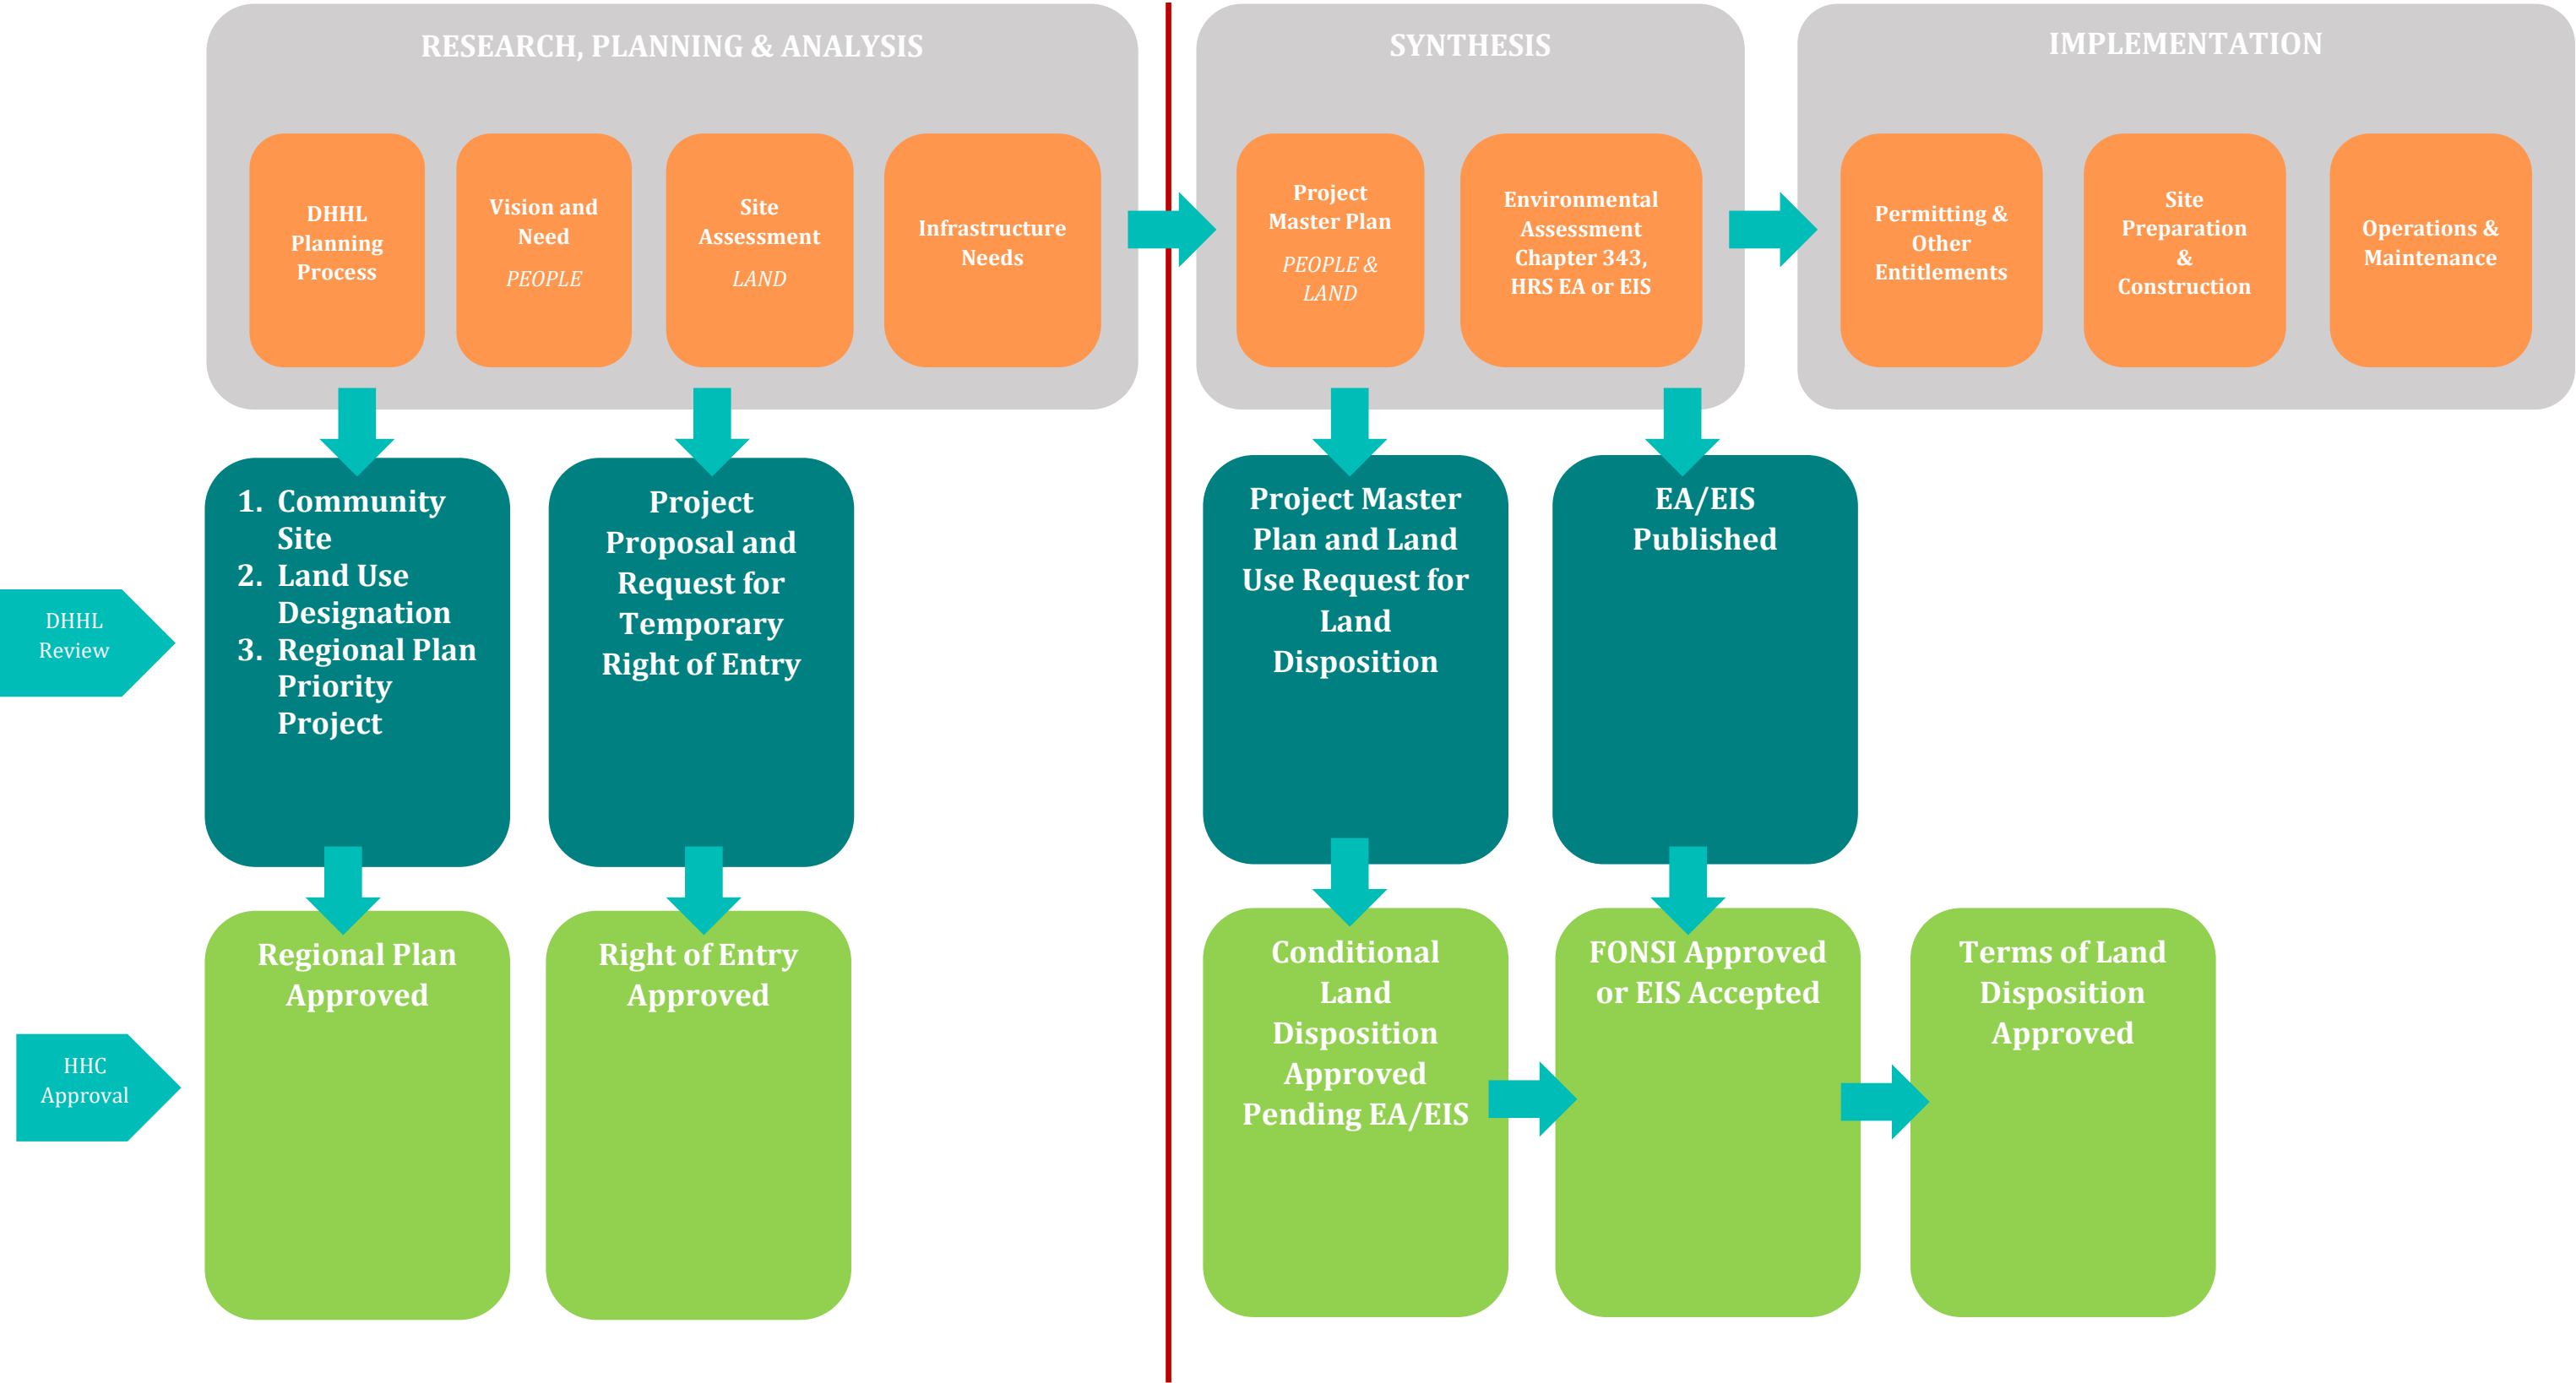 RESEARCH, PLANNING & ANALYSIS
DHHL
Planning
Process
Vision and
Need
PEOPLE
Site
Assessment
LAND
Infrastructure
Needs
SYNTHESIS
Project
Master Plan
PEOPLE &
LAND
Environmental
Assessment
Chapter 343,
HRS EA or EIS
IMPLEMENTATION
Permitting &
Other
Entitlements
Site
Preparation
&
Construction
Operations &
Maintenance
DHHL
Review
1. Community
Site
2. Land Use
Designation
3. Regional Plan
Priority
Project
Project
Proposal and
Request for
Temporary
Right of Entry
Project Master
Plan and Land
Use Request for
Land
Disposition
EA/EIS
Published
HHC
Approval
Regional Plan
Approved
Right of Entry
Approved
Conditional
Land
Disposition
Approved
Pending EA/EIS
FONSI Approved
or EIS Accepted
Terms of Land
Disposition
Approved